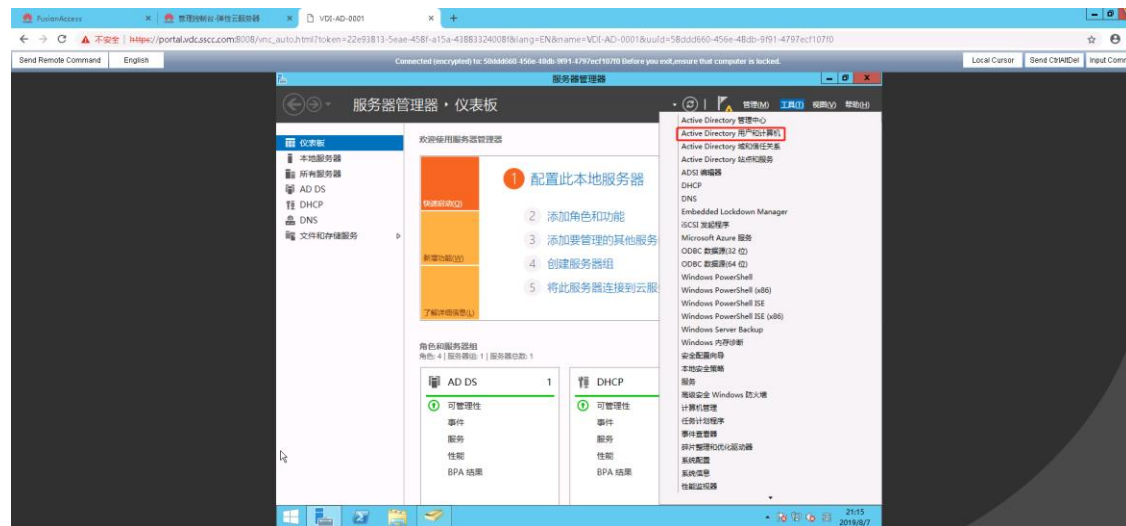 FusionAccess
管理控制台-弹性云服务器
VDI-AD-0001
不安全
https://portal.vdc.sscc.com:8008/vnc_auto.html?token=22e93813-5eae-458f-a15a-43883324008f&lang=EN&name=VDI-AD-0001&uuId=58ddd660-456e-48db-9f91-4797ecf107f0
Send Remote Command
English
Connected (encrypted) to: 58ddd660-456e-48db-9f91-4797ecf107f0 Before you exit,ensure that computer is locked.
Local Cursor
Send CtrlAltDel
Input Comm
服务器管理器
服务器管理器 · 仪表板
管理(M) 工具(T) 视图(V) 帮助(H)
仪表板
本地服务器
所有服务器
AD DS
DHCP
DNS
文件和存储服务
欢迎使用服务器管理器
快速启动(Q)
新增功能(W)
了解详细信息(L)
1 配置此本地服务器
2 添加角色和功能
3 添加要管理的其他服务
4 创建服务器组
5 将此服务器连接到云服
角色和服务器组
角色: 4 | 服务器组: 1 | 服务器总数: 1
AD DS 1
可管理性
事件
服务
性能
BPA 结果
DHCP
可管理性
事件
服务
性能
BPA 结果
Active Directory 管理中心
Active Directory 用户和计算机
Active Directory 域和信任关系
Active Directory 站点和服务
ADSI 编辑器
DHCP
DNS
Embedded Lockdown Manager
iSCSI 发起程序
Microsoft Azure 服务
ODBC 数据源(32 位)
ODBC 数据源(64 位)
Windows PowerShell
Windows PowerShell (x86)
Windows PowerShell ISE
Windows PowerShell ISE (x86)
Windows Server Backup
Windows 内存诊断
安全配置向导
本地安全策略
服务
高级安全 Windows 防火墙
计算机管理
任务计划程序
事件查看器
碎片整理和优化驱动器
系统配置
系统信息
性能监视器
21:15
2019/8/7